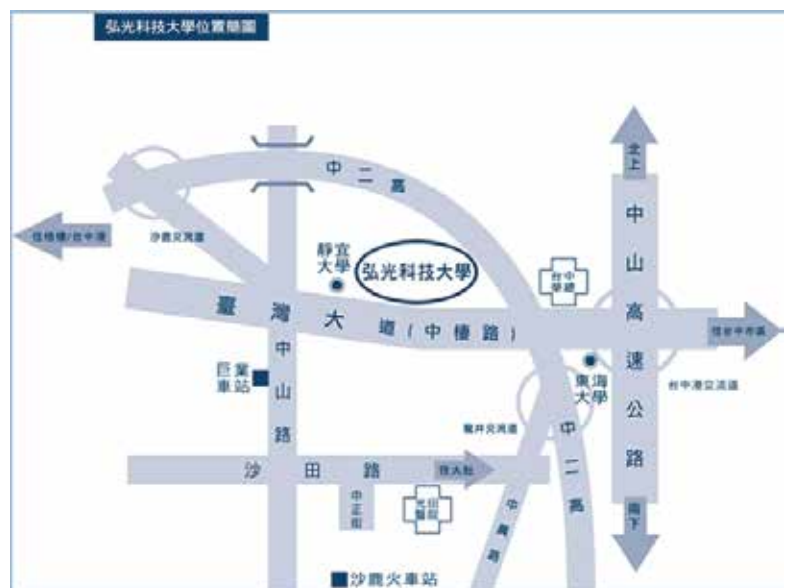 弘光科技大學位置簡圖
北上
中二高
中山高速公路
往梧棲/台中港
沙鹿交流道
靜宜
大學
弘光科技大學
台中
榮總
臺灣大道(中棲路)
往台中市區
中山路
巨業
車站
東海
大學
台中港交流道
龍井交流道
中二高
沙田路
往大肚
中正街
光田
醫院
中興路
南下
沙鹿火車站